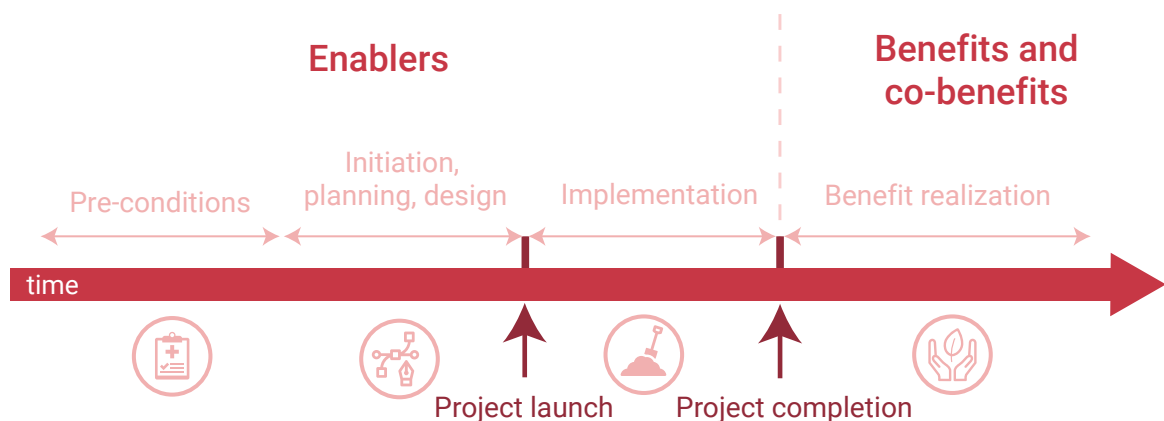 Enablers
Benefits and
co-benefits
Pre-conditions
Initiation,
planning, design
Implementation
Benefit realization
time
Project launch
Project completion